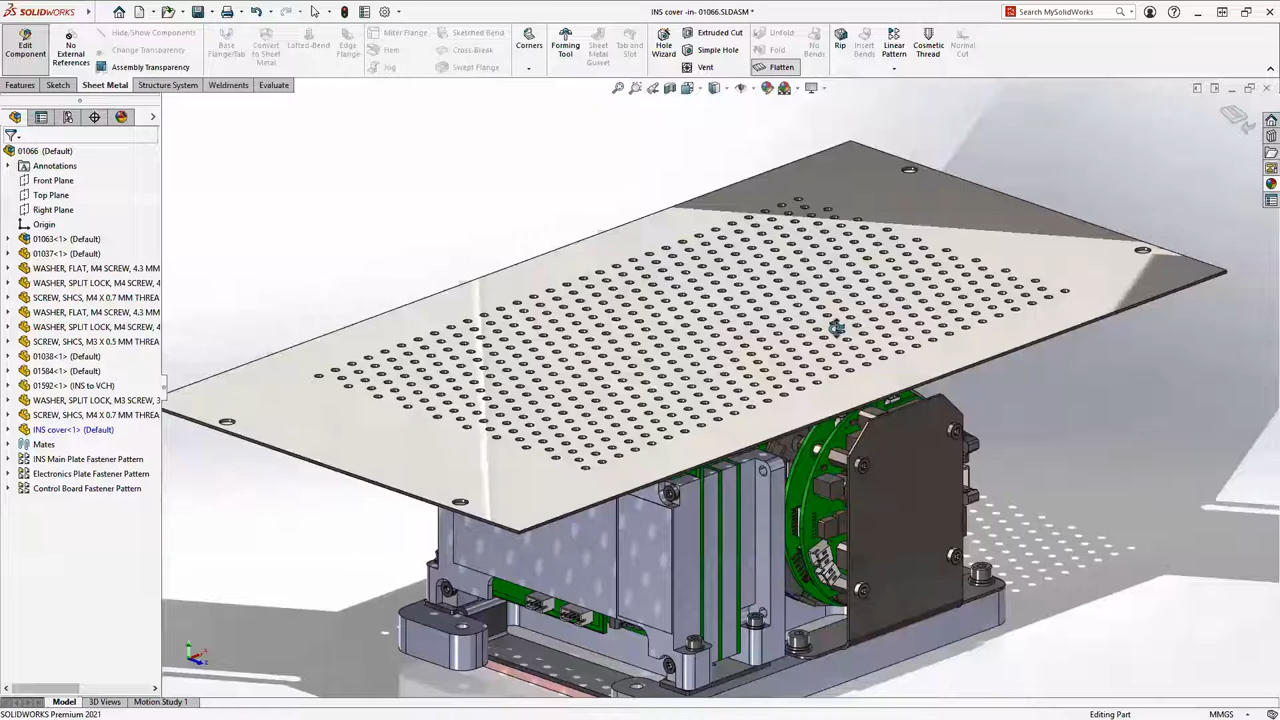 SOLIDWORKS
INS cover -in- 01066.SLDASM *
Search MySolidWorks
Edit Component
No External References
Hide/Show Components
Change Transparency
Assembly Transparency
Base Flange/Tab
Convert to Sheet Metal
Lofted-Bend
Edge Flange
Miter Flange
Hem
Jog
Sketched Bend
Cross-Break
Swept Flange
Corners
Forming Tool
Sheet Metal Gusset
Tab and Slot
Hole Wizard
Extruded Cut
Simple Hole
Vent
Unfold
Fold
Flatten
No Bends
Rip
Insert Bends
Linear Pattern
Cosmetic Thread
Normal Cut
Features
Sketch
Sheet Metal
Structure System
Weldments
Evaluate
01066 (Default)
Annotations
Front Plane
Top Plane
Right Plane
Origin
01063<1> (Default)
01037<1> (Default)
WASHER, FLAT, M4 SCREW, 4.3 MM
WASHER, SPLIT LOCK, M4 SCREW, 4
SCREW, SHCS, M4 X 0.7 MM THREA
WASHER, FLAT, M4 SCREW, 4.3 MM
WASHER, SPLIT LOCK, M4 SCREW, 4
SCREW, SHCS, M3 X 0.5 MM THREA
01038<1> (Default)
01584<1> (Default)
01592<1> (INS to VCH)
WASHER, SPLIT LOCK, M3 SCREW, 3
SCREW, SHCS, M4 X 0.7 MM THREA
INS cover<1> (Default)
Mates
INS Main Plate Fastener Pattern
Electronics Plate Fastener Pattern
Control Board Fastener Pattern
Model
3D Views
Motion Study 1
SOLIDWORKS Premium 2021
Editing Part
MMGS